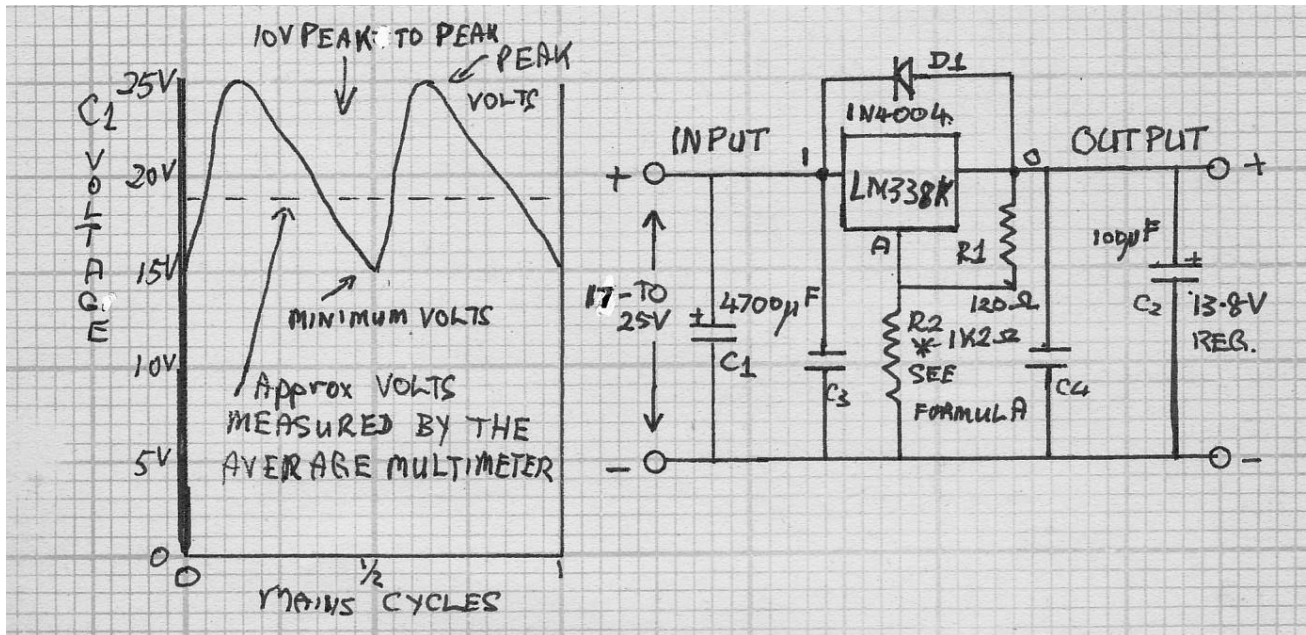 10V PEAK TO PEAK
PEAK
VOLTS
C1 VOLTAGE
25V
20V
15V
10V
5V
0
MINIMUM VOLTS
Approx VOLTS
MEASURED BY THE
AVERAGE MULTIMETER
0
1/2
1
MAINS CYCLES
D1
1N4004.
INPUT
1
LM338K
O
OUTPUT
+
+
A
R1
120Ω
100µF
+
C2
13.8V
REG.
17-TO
25V
+
4700µF
C1
C3
R2
* 1K2Ω
SEE
FORMULA
C4
-
-